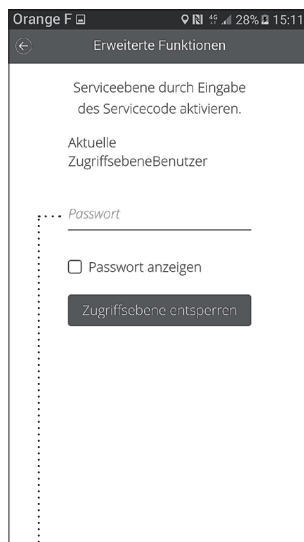 Orange F 28% 15:11
Erweiterte Funktionen
Serviceebene durch Eingabe
des Servicecode aktivieren.
Aktuelle
ZugriffsebeneBenutzer
Passwort
Passwort anzeigen
Zugriffsebene entsperren